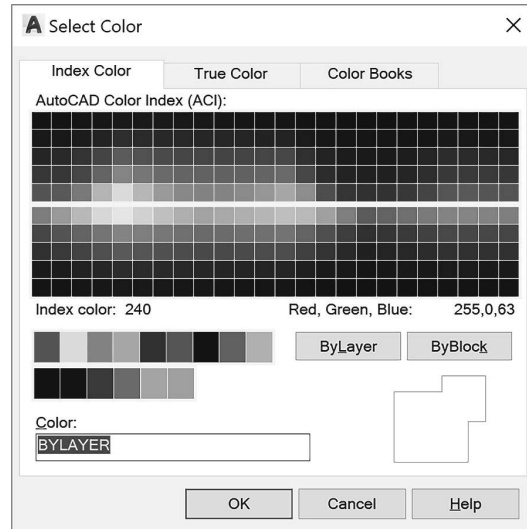 Select Color
Index Color True Color Color Books
AutoCAD Color Index (ACI):
Index color: 240 Red, Green, Blue: 255,0,63
ByLayer ByBlock
Color:
BYLAYER
OK Cancel Help